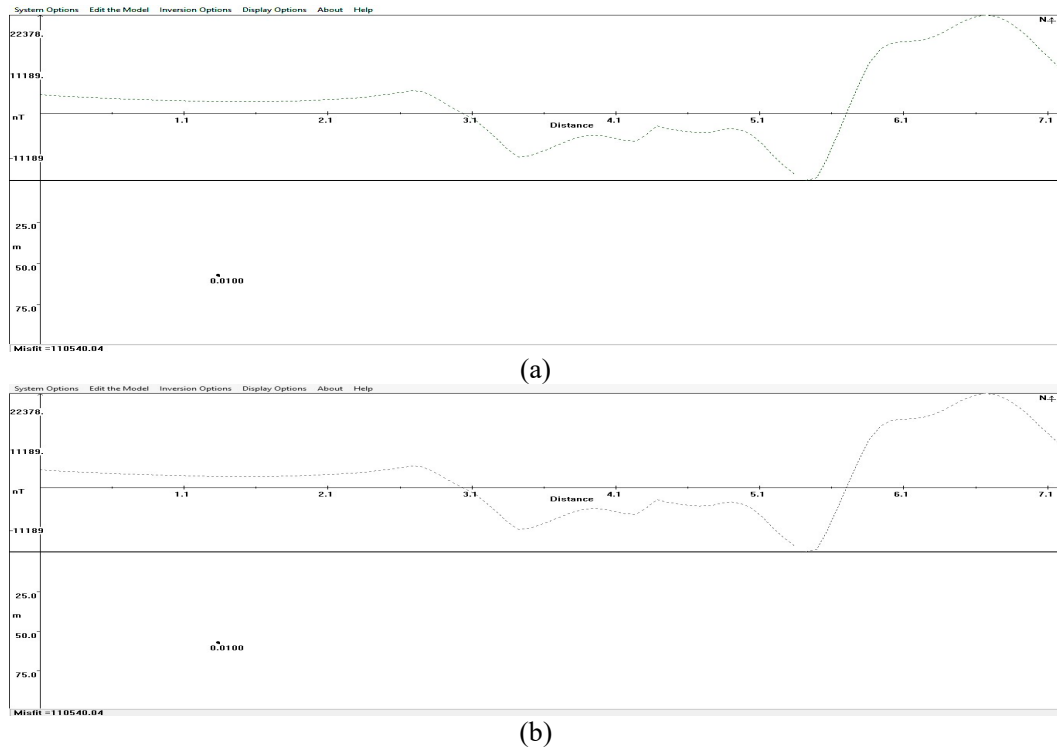 System Options Edit the Model Inversion Options Display Options About Help
22378.
N
11189.
nT
1.1 2.1 3.1 Distance 4.1 5.1 6.1 7.1
-11189
25.0
m
50.0
0.0100
75.0
Misfit =110540.04
(a)
System Options Edit the Model Inversion Options Display Options About Help
22378.
N
11189.
nT
1.1 2.1 3.1 Distance 4.1 5.1 6.1 7.1
-11189
25.0
m
50.0
0.0100
75.0
Misfit =110540.04
(b)